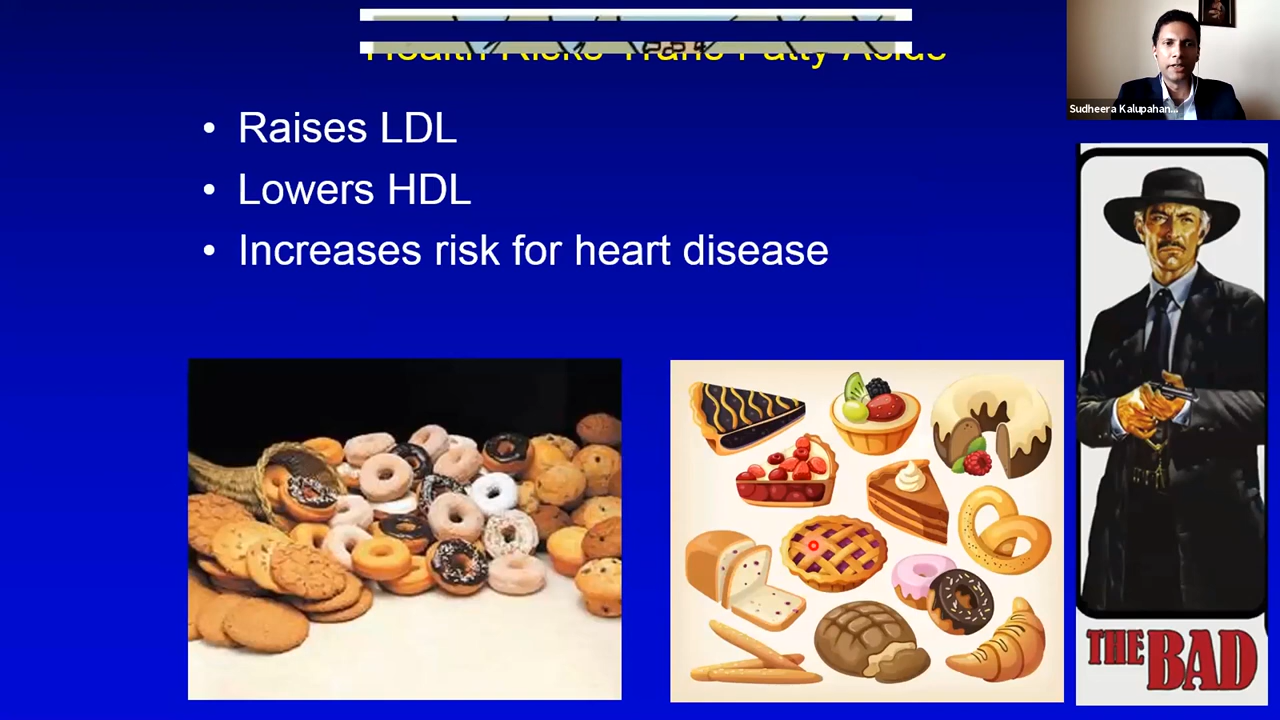 Health Risks Trans Fatty Acids
Sudheera Kalupahan...
Raises LDL
Lowers HDL
Increases risk for heart disease
THE BAD